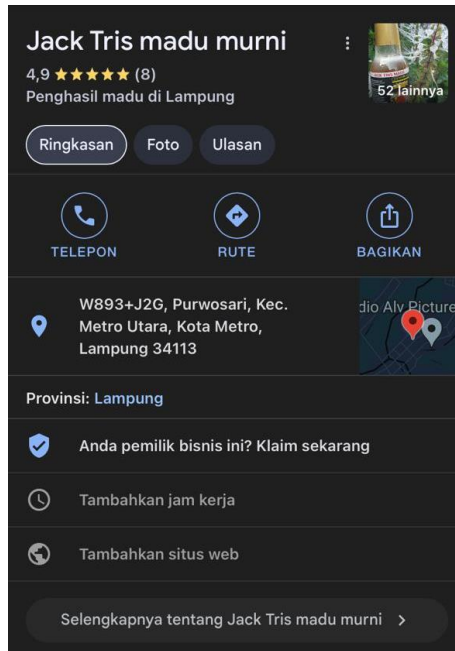 Jack Tris madu murni
4,9 ★★★★★ (8)
Penghasil madu di Lampung
52 lainnya
Ringkasan
Foto
Ulasan
TELEPON
RUTE
BAGIKAN
W893+J2G, Purwosari, Kec.
Metro Utara, Kota Metro,
Lampung 34113
dio Alv Picture
Provinsi: Lampung
Anda pemilik bisnis ini? Klaim sekarang
Tambahkan jam kerja
Tambahkan situs web
Selengkapnya tentang Jack Tris madu murni